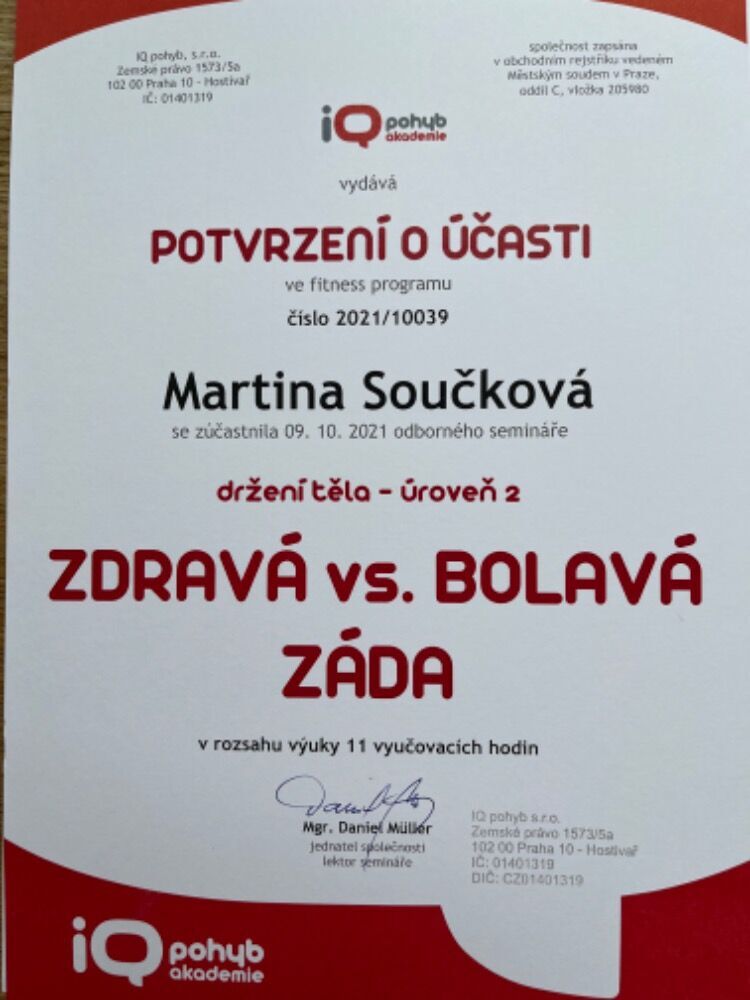 iQ pohyb, s.r.o.
Zemské právo 1573/5a
102 00 Praha 10 - Hostivař
IČ: 01401319
společnost zapsána
v obchodním rejstříku vedeném
Městským soudem v Praze,
oddíl C, vložka 205980
iQ pohyb
akademie
vydává
POTVRZENÍ O ÚČASTI
ve fitness programu
číslo 2021/10039
Martina Součková
se zúčastnila 09. 10. 2021 odborného semináře
držení těla - úroveň 2
ZDRAVÁ vs. BOLAVÁ
ZÁDA
v rozsahu výuky 11 vyučovacích hodin
Mgr. Daniel Müller
jednatel společnosti
lektor semináře
IQ pohyb s.r.o.
Zemské právo 1573/5a
102 00 Praha 10 - Hostivař
IČ: 01401319
DIČ: CZ01401319
iQ pohyb
akademie